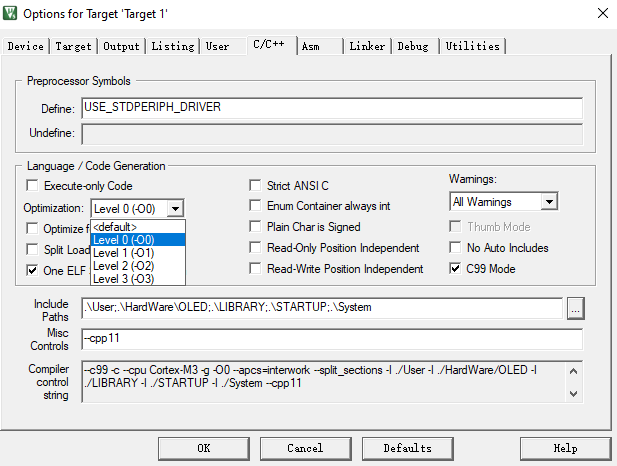 Options for Target 'Target 1'
Device Target Output Listing User C/C++ Asm Linker Debug Utilities
Preprocessor Symbols
Define: USE_STDPERIPH_DRIVER
Undefine:
Language / Code Generation
Execute-only Code
Strict ANSI C
Warnings:
Optimization: Level 0 (-O0)
Enum Container always int
All Warnings
<default>
Level 0 (-O0)
Level 1 (-O1)
Level 2 (-O2)
Level 3 (-O3)
Optimize f
Plain Char is Signed
Thumb Mode
Split Load
Read-Only Position Independent
No Auto Includes
One ELF
Read-Write Position Independent
C99 Mode
Include
Paths
.\User;.\HardWare\OLED;.\LIBRARY;.\STARTUP;.\System
...
Misc
Controls
--cpp11
Compiler
control
string
--c99 -c --cpu Cortex-M3 -g -O0 --apcs=interwork --split_sections -I ./User -I ./HardWare/OLED -I
./LIBRARY -I ./STARTUP -I ./System --cpp11
OK Cancel Defaults Help